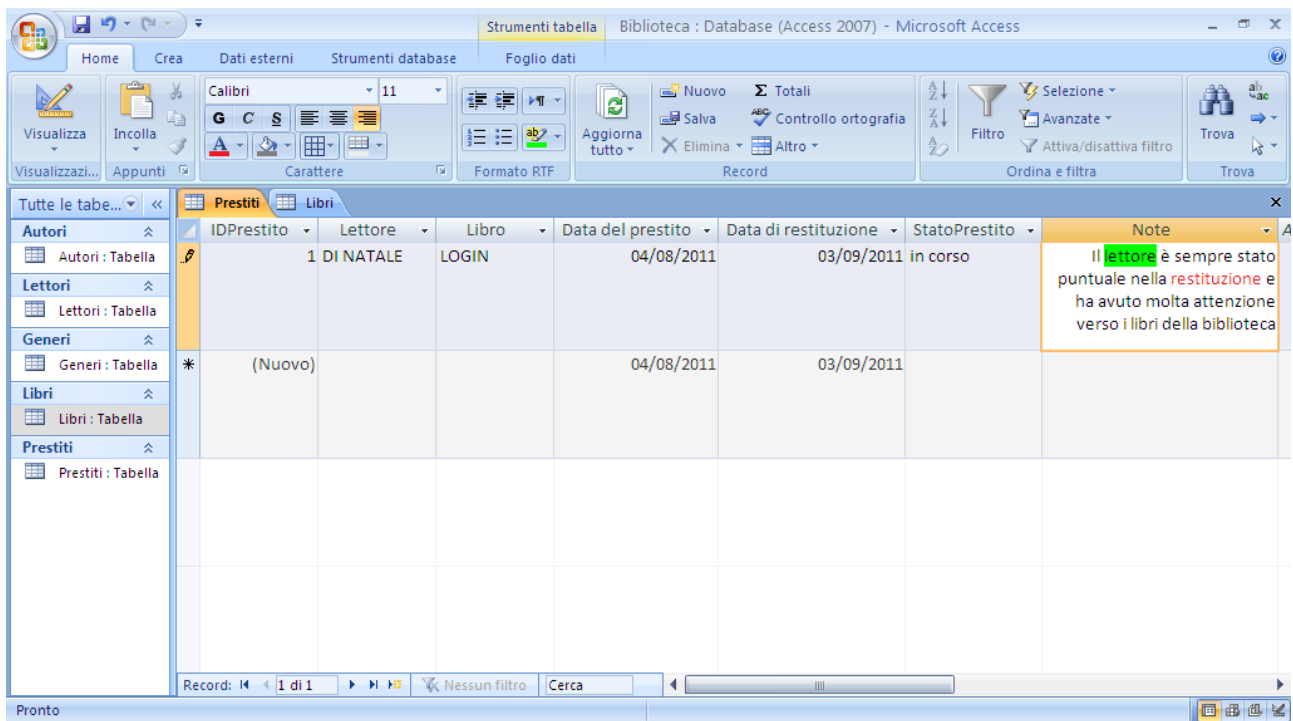 Strumenti tabella Biblioteca : Database (Access 2007) - Microsoft Access
Home Crea Dati esterni Strumenti database Foglio dati
Calibri 11 Nuovo Σ Totali Selezione
G C S Salva Controllo ortografia Avanzate
Visualizza Incolla Aggiorna tutto Elimina Altro Filtro Attiva/disattiva filtro Trova
Visualizzazi... Appunti Carattere Formato RTF Record Ordina e filtra Trova
Tutte le tabe... « Prestiti Libri
Autori IDPrestito Lettore Libro Data del prestito Data di restituzione StatoPrestito Note A
Autori : Tabella 1 DI NATALE LOGIN 04/08/2011 03/09/2011 in corso Il lettore è sempre stato
puntuale nella restituzione e
ha avuto molta attenzione
verso i libri della biblioteca
Lettori
Lettori : Tabella
Generi
Generi : Tabella (Nuovo) 04/08/2011 03/09/2011
Libri
Libri : Tabella
Prestiti
Prestiti : Tabella
Record: 1 di 1 Nessun filtro Cerca
Pronto